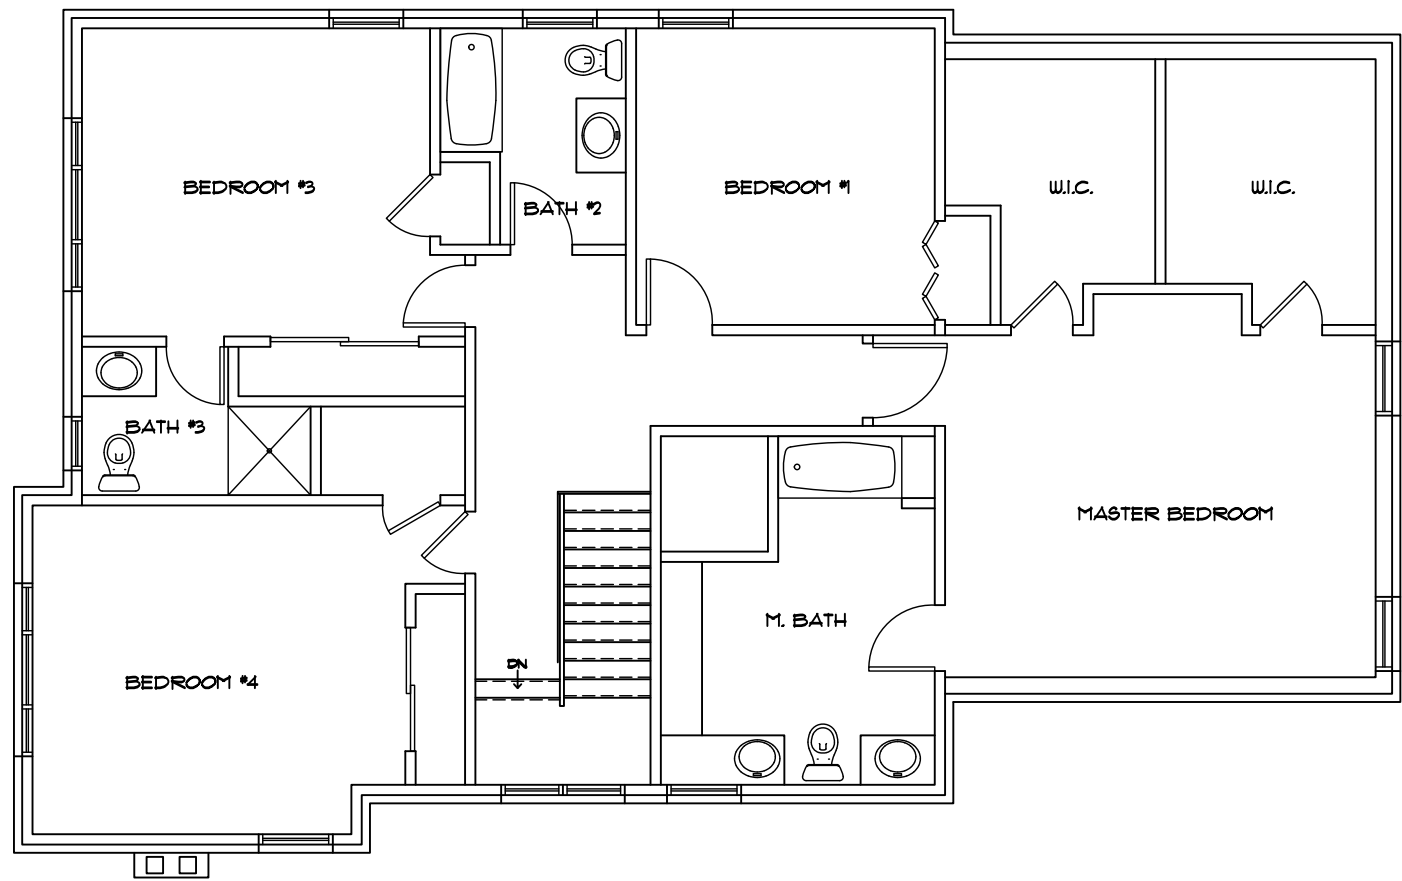 BEDROOM #3
BATH #2
BEDROOM #1
W.I.C.
W.I.C.
BATH #3
MASTER BEDROOM
M. BATH
DN
BEDROOM #4